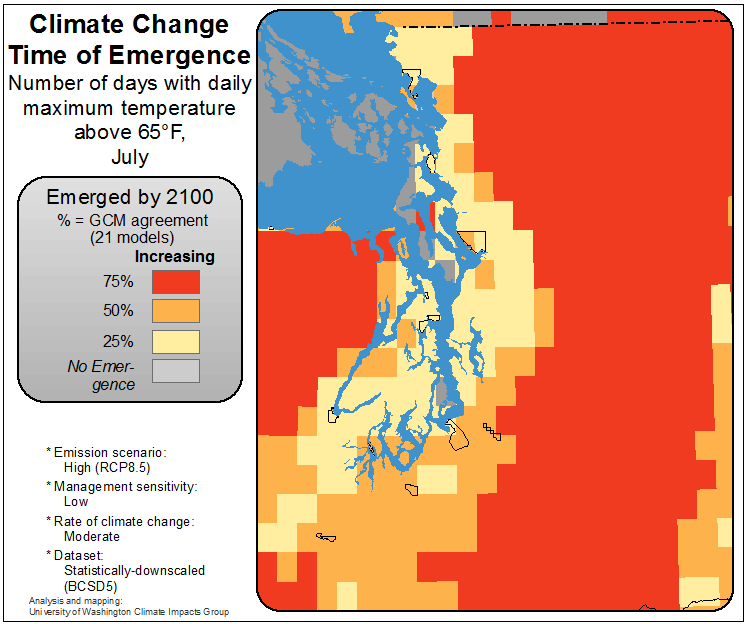 Climate Change
Time of Emergence
Number of days with daily
maximum temperature
above 65°F,
July
Emerged by 2100
% = GCM agreement
(21 models)
Increasing
75%
50%
25%
No Emer-
gence
* Emission scenario:
High (RCP8.5)
* Management sensitivity:
Low
* Rate of climate change:
Moderate
* Dataset:
Statistically-downscaled
(BCSD5)
Analysis and mapping:
University of Washington Climate Impacts Group